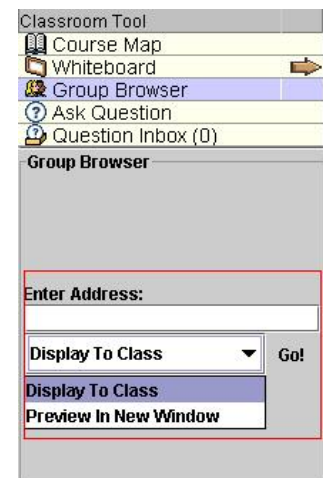 Classroom Tool
Course Map
Whiteboard
Group Browser
Ask Question
Question Inbox (0)
Group Browser
Enter Address:
Display To Class Go!
Display To Class
Preview In New Window